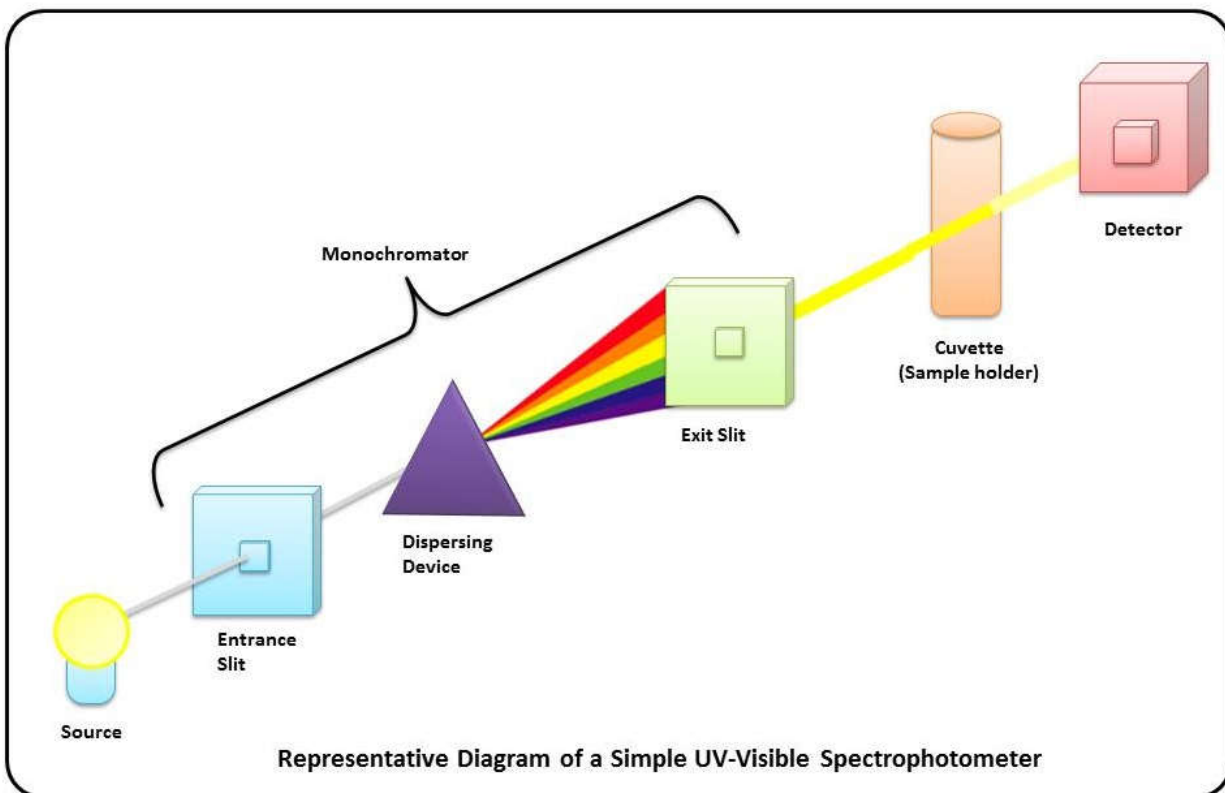 Monochromator
Detector
Cuvette
(Sample holder)
Exit Slit
Dispersing
Device
Entrance
Slit
Source
Representative Diagram of a Simple UV-Visible Spectrophotometer